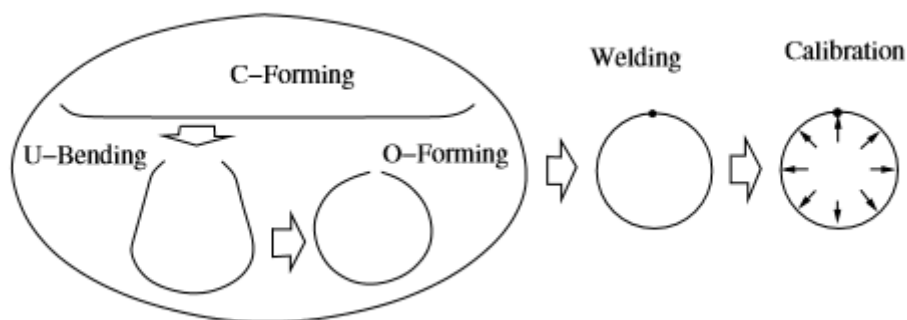 C–Forming
Welding
Calibration
U–Bending
O–Forming